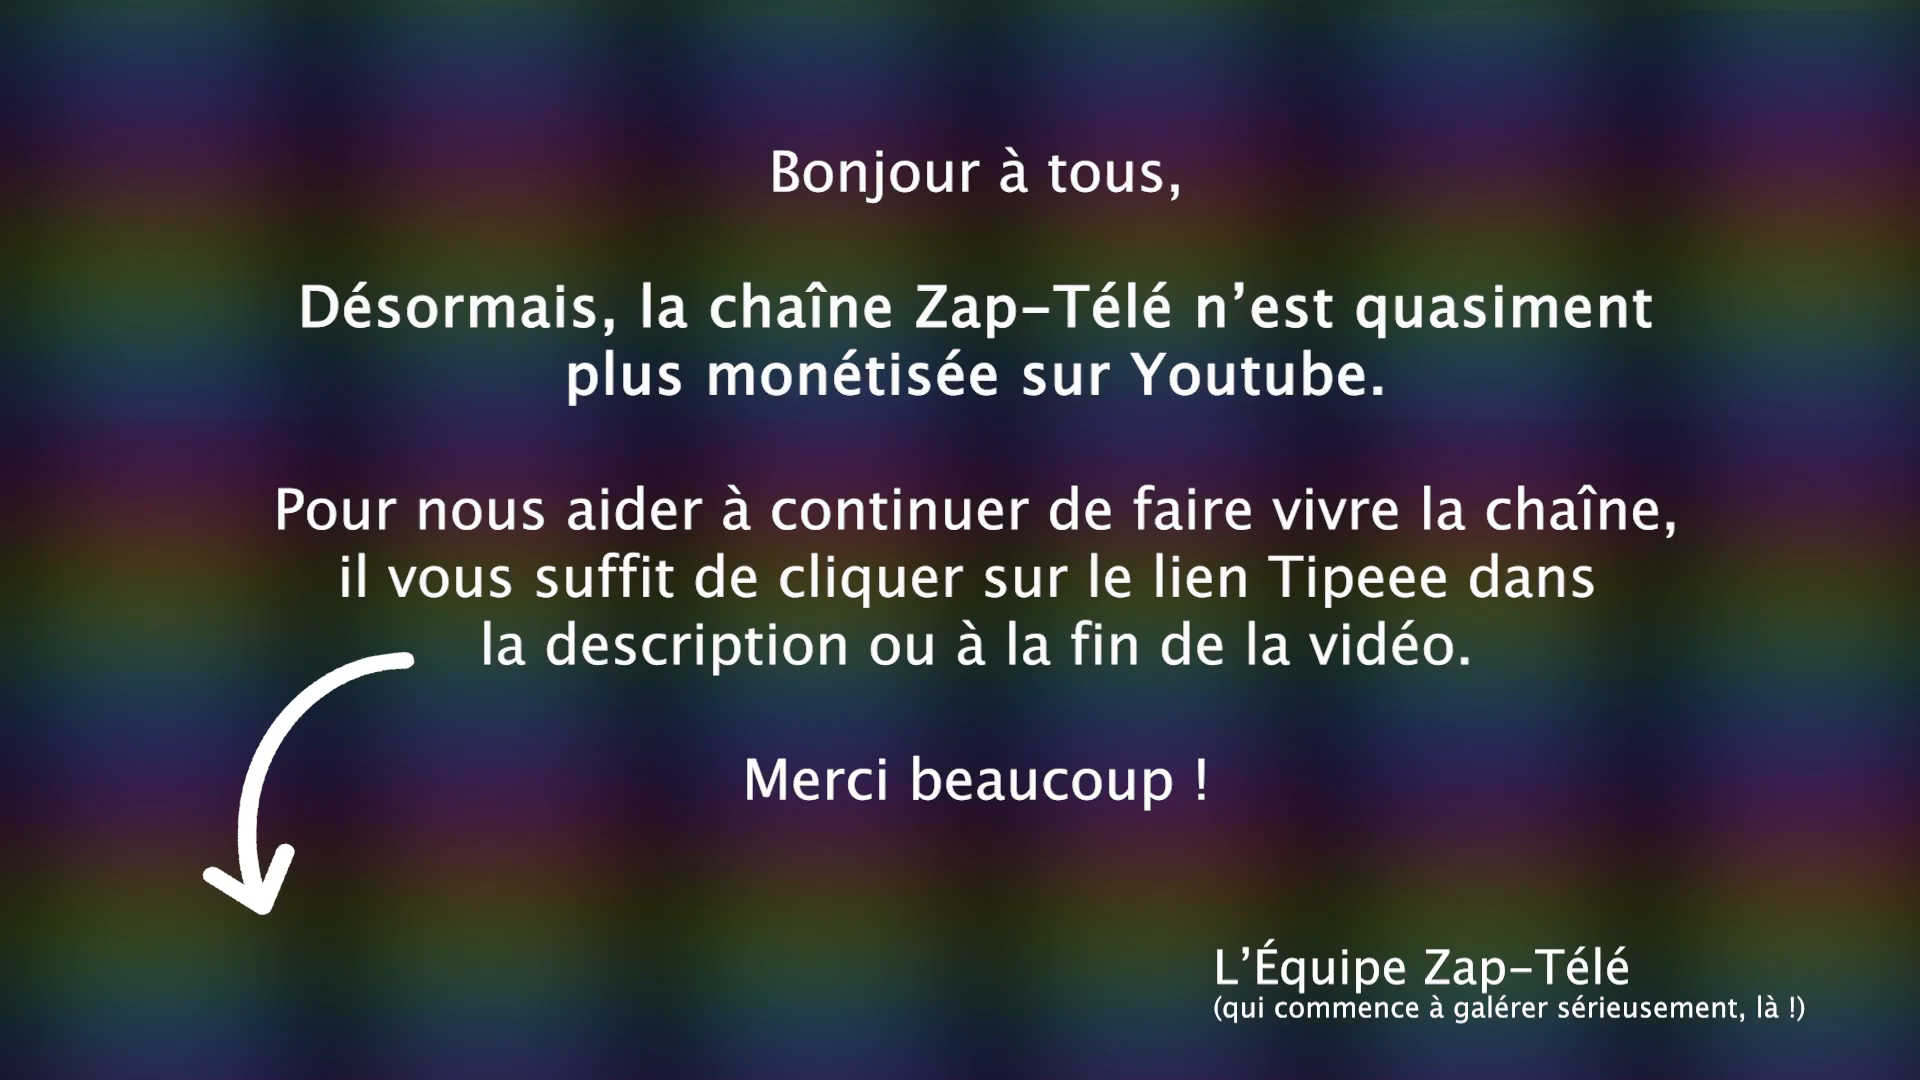 Bonjour à tous,
Désormais, la chaîne Zap-Télé n’est quasiment
plus monétisée sur Youtube.
Pour nous aider à continuer de faire vivre la chaîne,
il vous suffit de cliquer sur le lien Tipeee dans
la description ou à la fin de la vidéo.
Merci beaucoup !
L’Équipe Zap-Télé
(qui commence à galérer sérieusement, là !)